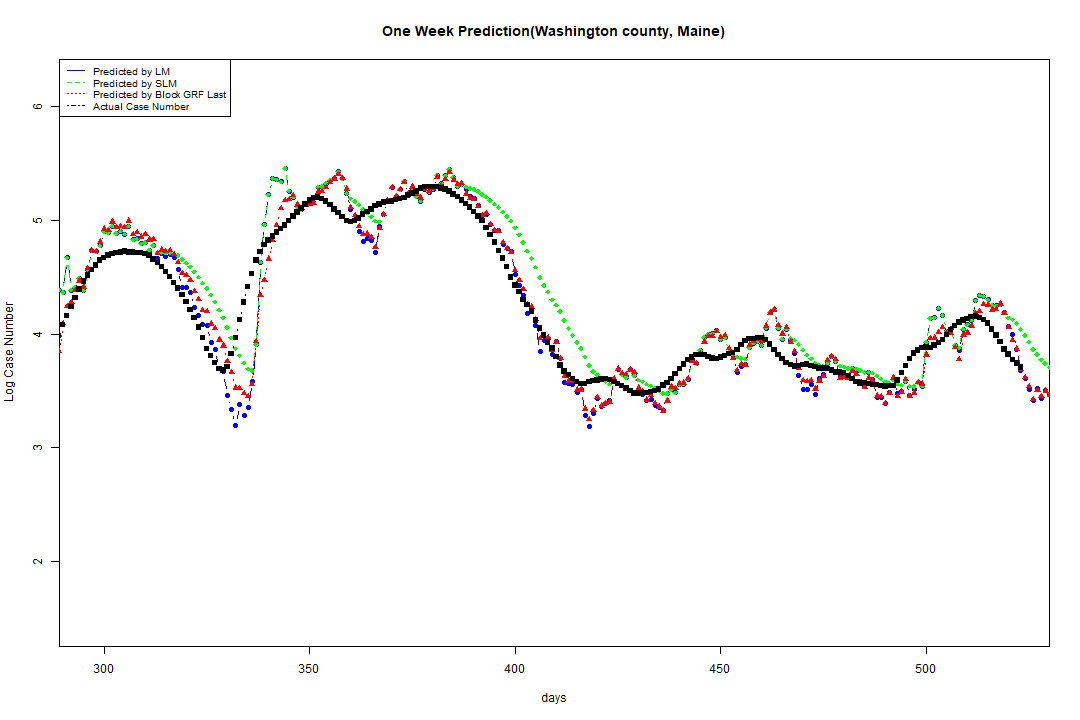 One Week Prediction(Washington county, Maine)
Predicted by LM
Predicted by SLM
Predicted by Block GRF Last
Actual Case Number
6
5
4
3
2
Log Case Number
300 350 400 450 500
days